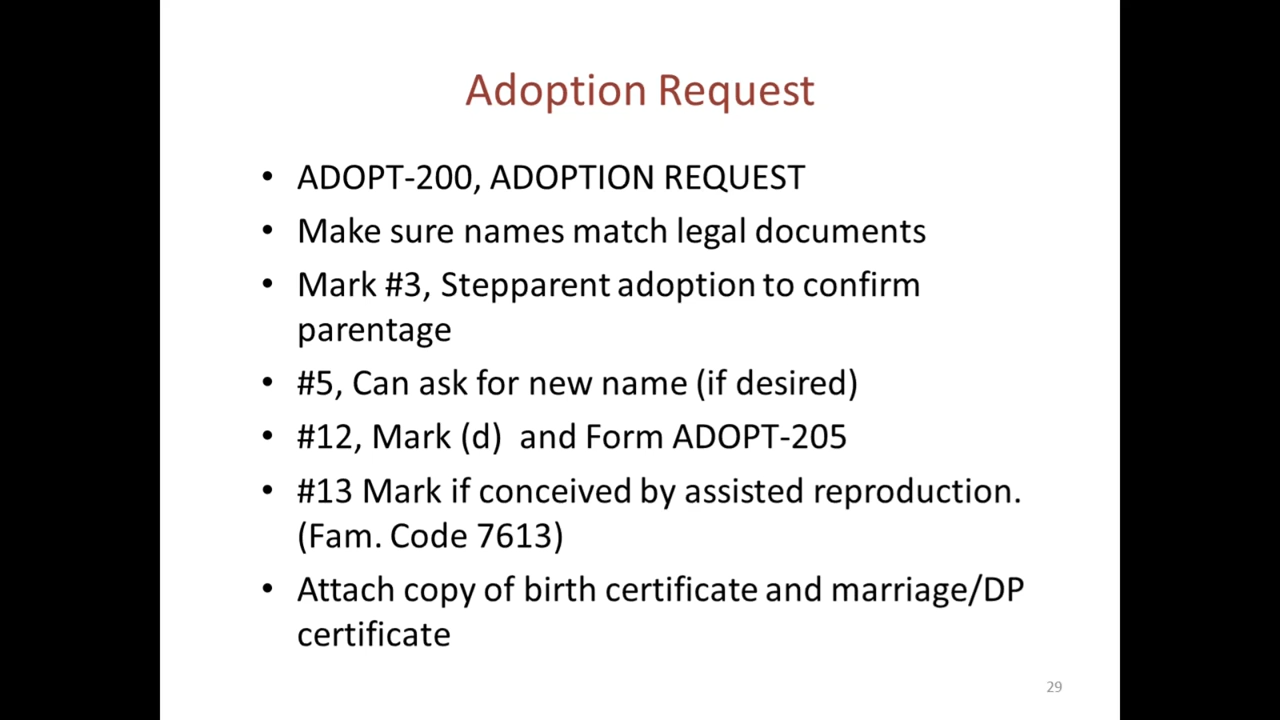 Adoption Request
• ADOPT-200, ADOPTION REQUEST
• Make sure names match legal documents
• Mark #3, Stepparent adoption to confirm
parentage
• #5, Can ask for new name (if desired)
• #12, Mark (d)  and Form ADOPT-205
• #13 Mark if conceived by assisted reproduction.
(Fam. Code 7613)
• Attach copy of birth certificate and marriage/DP
certificate
29